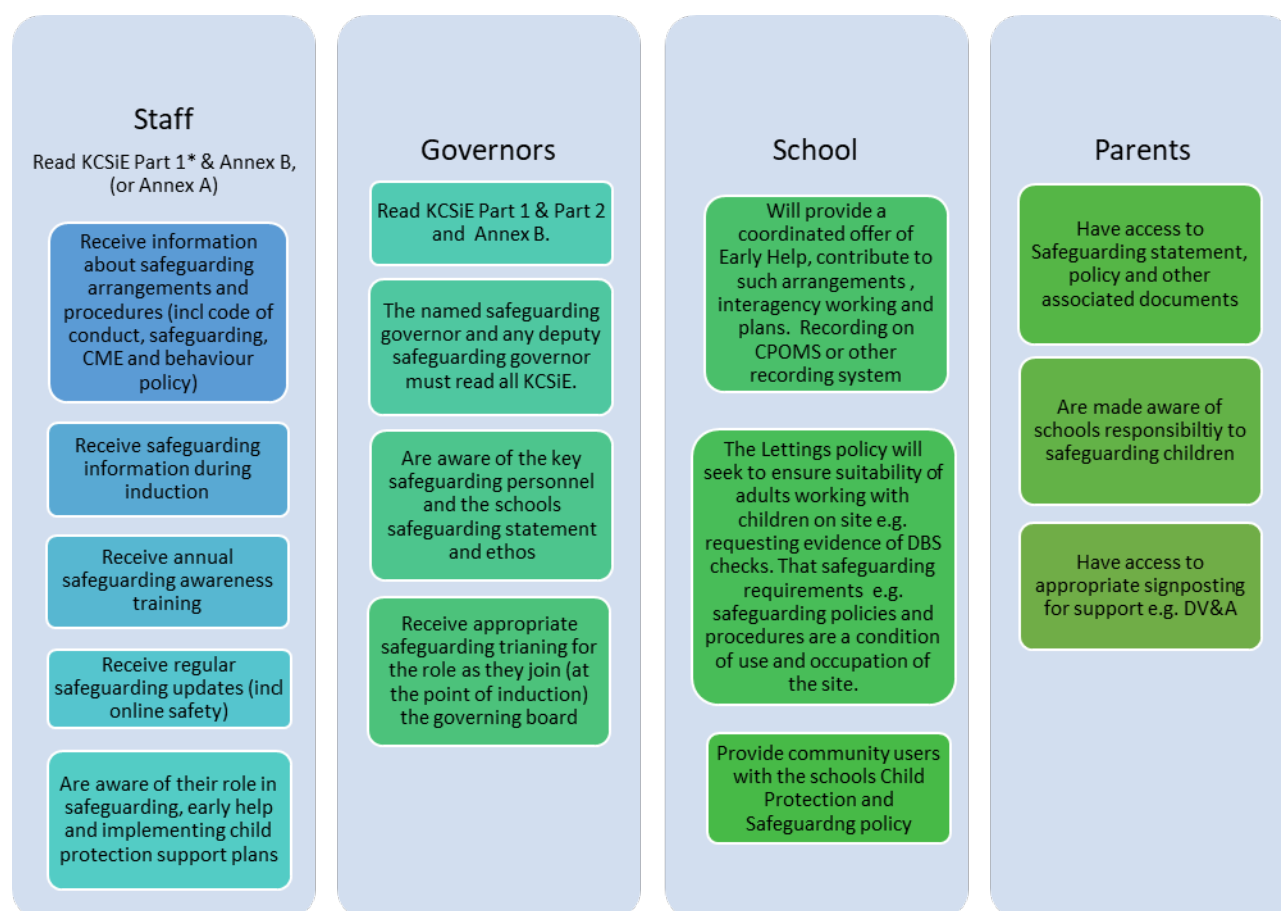 Staff
Read KCSiE Part 1* & Annex B,
(or Annex A)
Receive information
about safeguarding
arrangements and
procedures (incl code of
conduct, safeguarding,
CME and behaviour
policy)
Receive safeguarding
information during
induction
Receive annual
safeguarding awareness
training
Receive regular
safeguarding updates (incl
online safety)
Are aware of their role in
safeguarding, early help
and implementing child
protection support plans
Governors
Read KCSiE Part 1 & Part 2
and Annex B.
The named safeguarding
governor and any deputy
safeguarding governor
must read all KCSiE.
Are aware of the key
safeguarding personnel
and the schools
safeguarding statement
and ethos
Receive appropriate
safeguarding trianing for
the role as they join (at
the point of induction)
the governing board
School
Will provide a
coordinated offer of
Early Help, contribute to
such arrangements ,
interagency working and
plans. Recording on
CPOMS or other
recording system
The Lettings policy will
seek to ensure suitability of
adults working with
children on site e.g.
requesting evidence of DBS
checks. That safeguarding
requirements e.g.
safeguarding policies and
procedures are a condition
of use and occupation of
the site.
Provide community users
with the schools Child
Protection and
Safeguardng policy
Parents
Have access to
Safeguarding statement,
policy and other
associated documents
Are made aware of
schools responsibiltiy to
safeguarding children
Have access to
appropriate signposting
for support e.g. DV&A